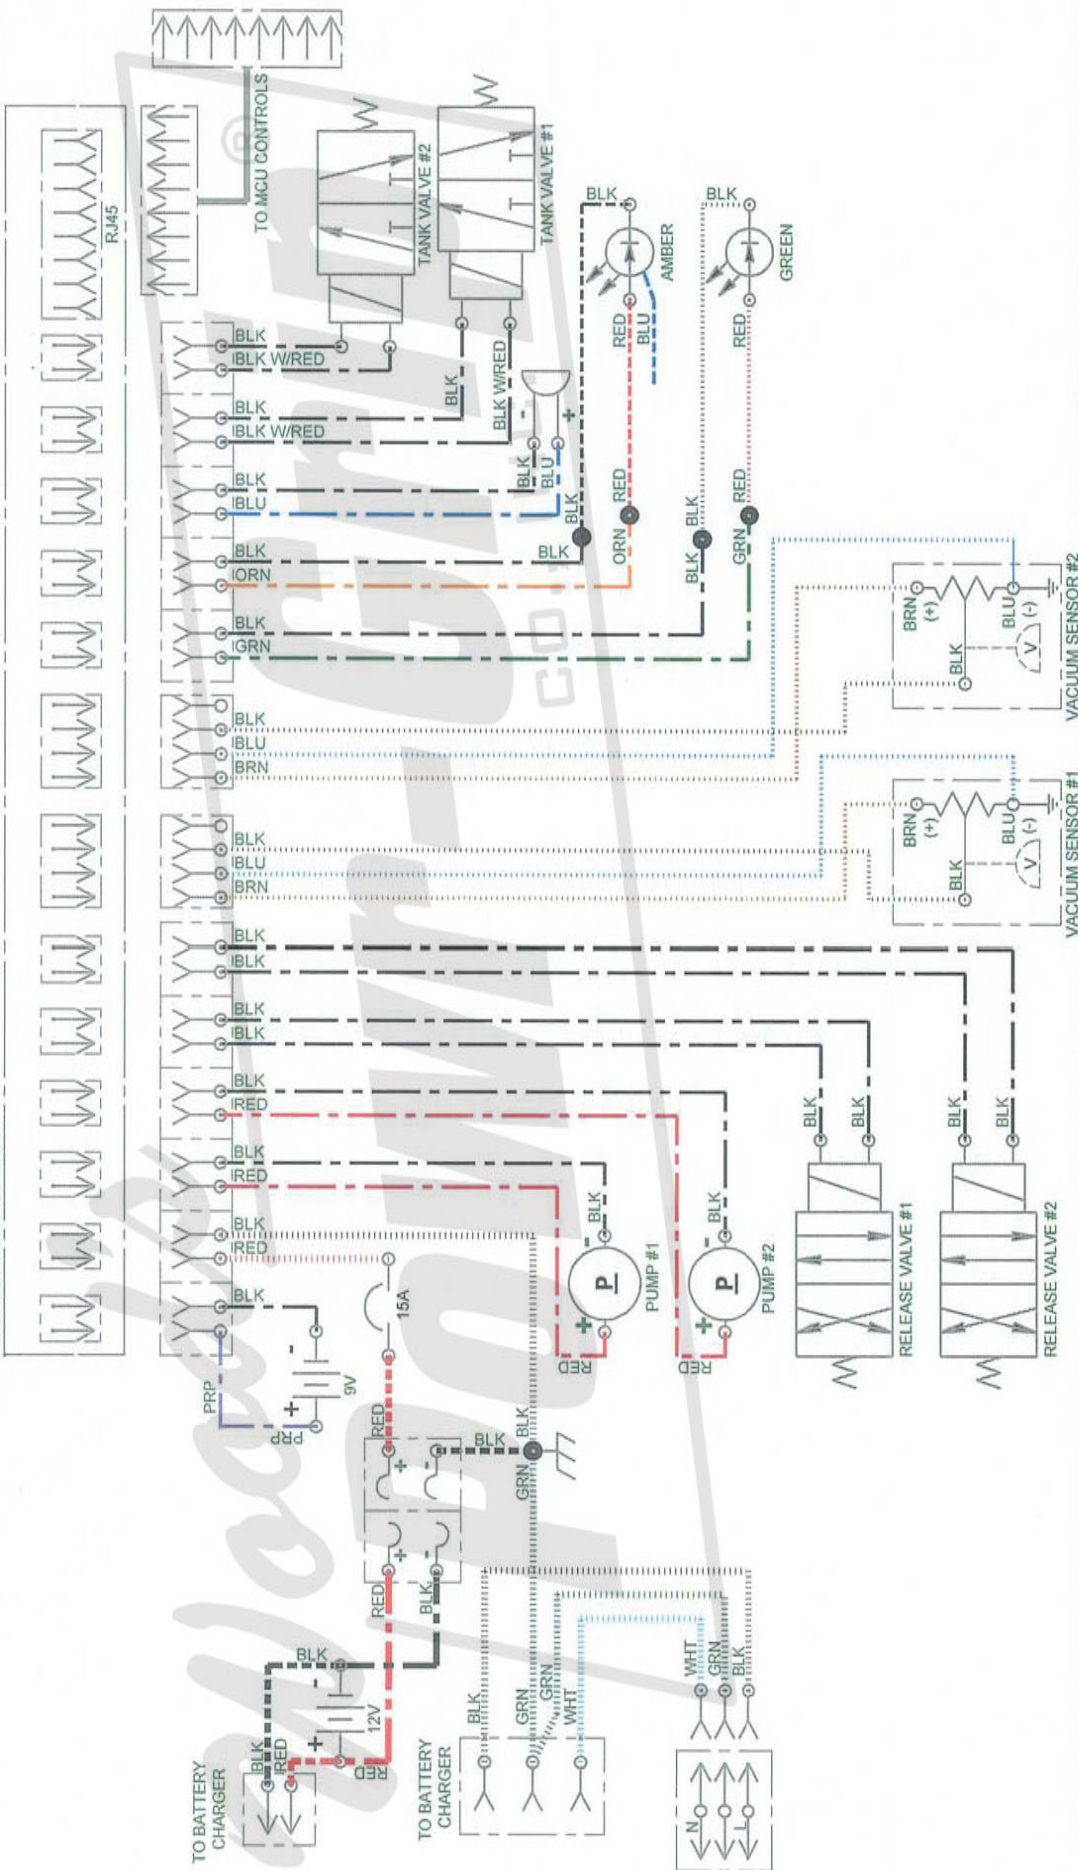 RJ45
TO MCU CONTROLS
TANK VALVE #2
TANK VALVE #1
BLK
BLK W/RED
BLK
BLK W/RED
BLK
BLK W/RED
BLK
BLU
-
+
BLK
BLU
BLK
ORN
BLK
BLK
BLK
AMBER
ORN
RED
RED
BLU
BLK
GRN
BLK
BLK
BLK
GREEN
GRN
RED
RED
BLK
BLU
BRN
BRN
(+)
BLK
BLU
(-)
V
VACUUM SENSOR #2
BLK
BLU
BRN
BRN
(+)
BLK
BLU
(-)
V
VACUUM SENSOR #1
BLK
BLK
BLK
BLK
RELEASE VALVE #2
BLK
BLK
BLK
BLK
RELEASE VALVE #1
BLK
RED
BLK
-
P
+
RED
PUMP #2
BLK
RED
BLK
-
P
+
RED
PUMP #1
BLK
RED
15A
BLK
PRP
-
+
9V
PRP
RED
+
-
BLK
BLK
GRN
+
-
RED
BLK
BLK
-
+
12V
RED
BLK
RED
TO BATTERY
CHARGER
TO BATTERY
CHARGER
BLK
GRN
GRN
WHT
WHT
GRN
BLK
N
L
Wood's
POWR-GRIP
®
CO.